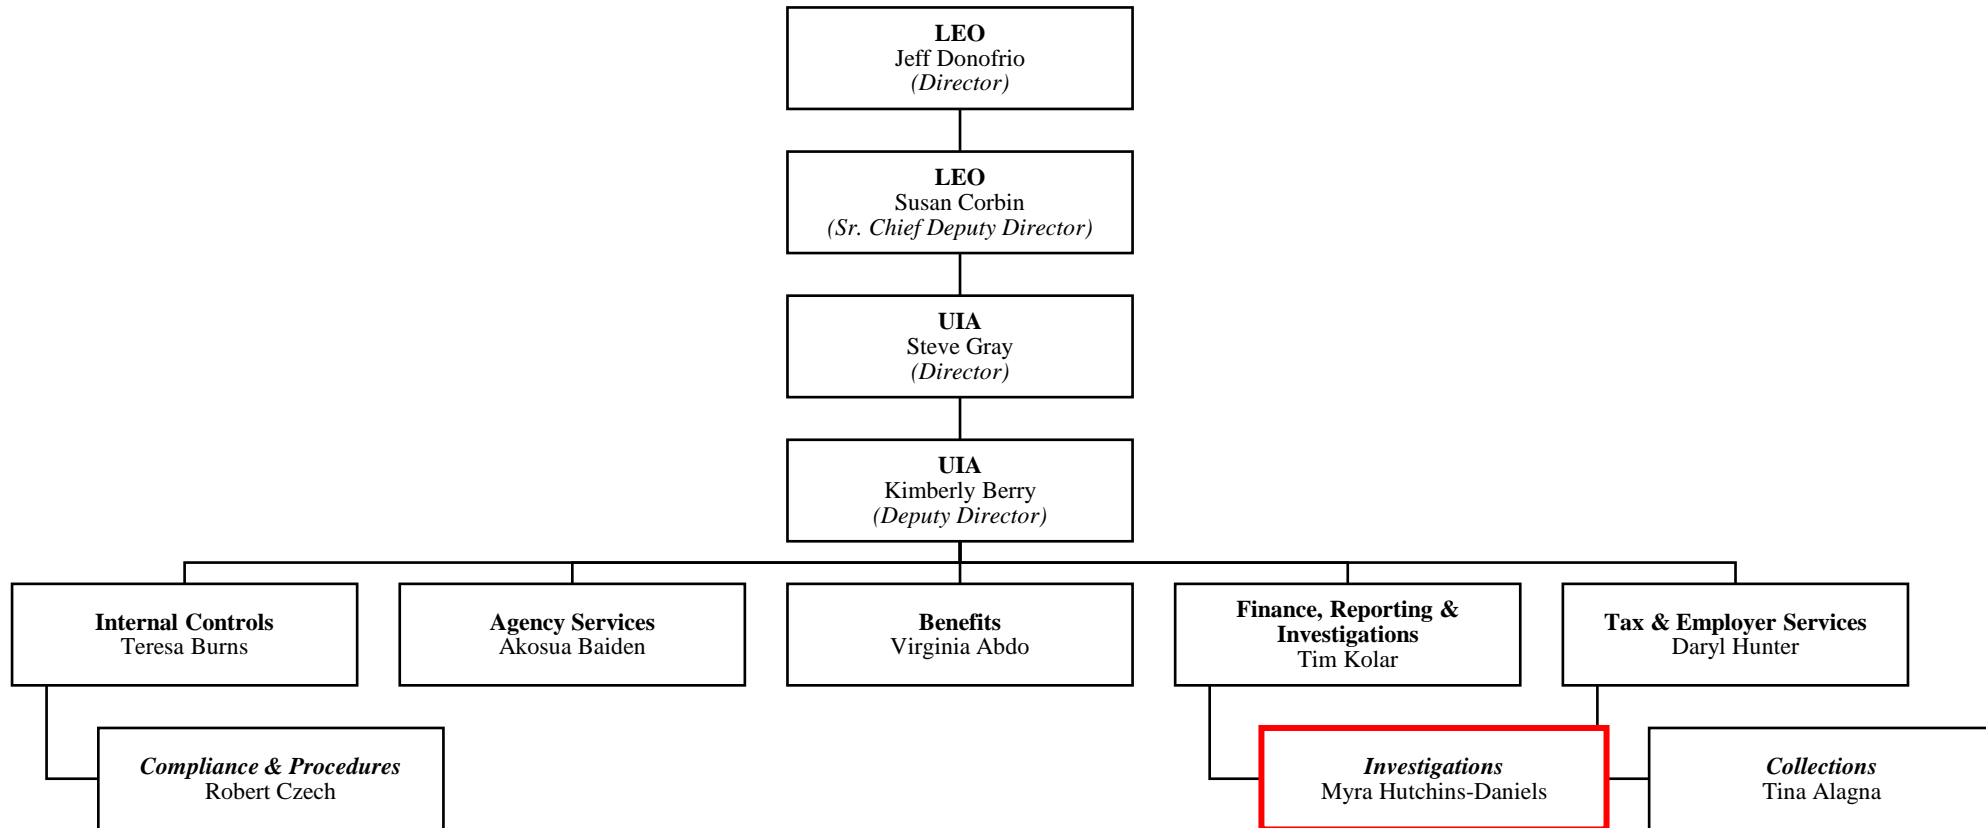 LEO
Jeff Donofrio
(Director)
LEO
Susan Corbin
(Sr. Chief Deputy Director)
UIA
Steve Gray
(Director)
UIA
Kimberly Berry
(Deputy Director)
Internal Controls
Teresa Burns
Agency Services
Akosua Baiden
Benefits
Virginia Abdo
Finance, Reporting &
Investigations
Tim Kolar
Tax & Employer Services
Daryl Hunter
Compliance & Procedures
Robert Czech
Investigations
Myra Hutchins-Daniels
Collections
Tina Alagna